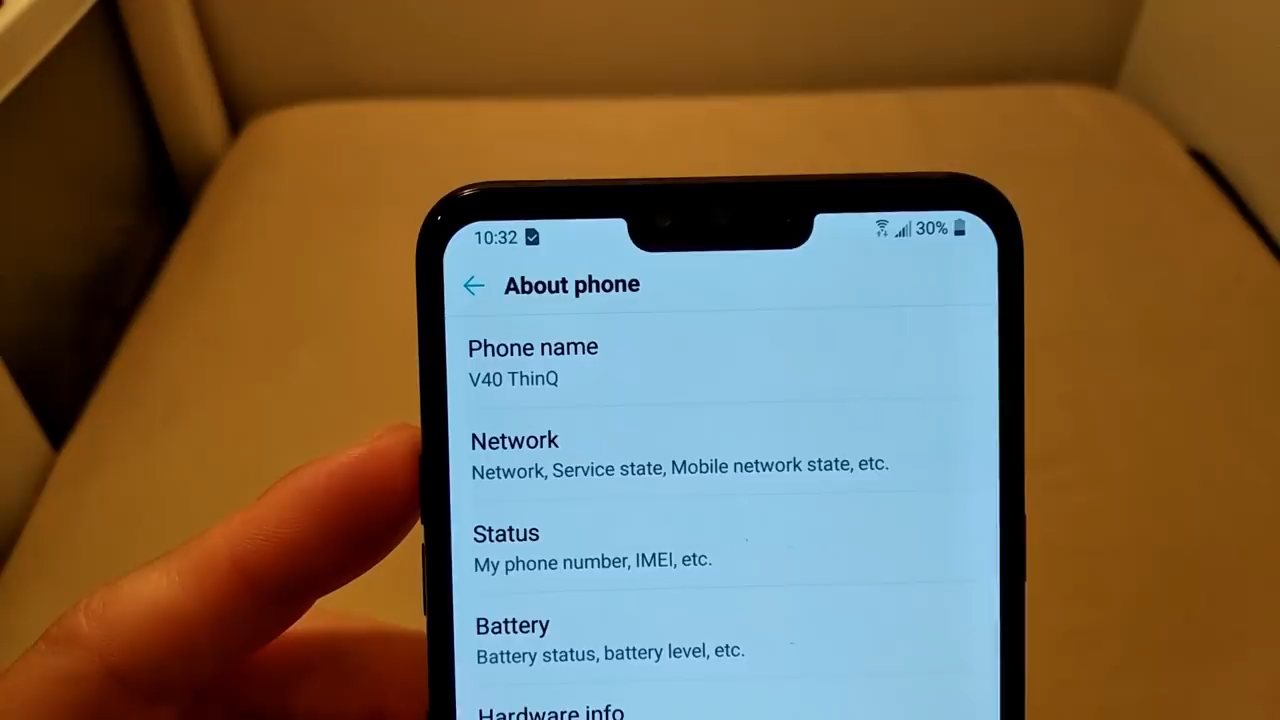 10:32 30%
About phone
Phone name
V40 ThinQ
Network
Network, Service state, Mobile network state, etc.
Status
My phone number, IMEI, etc.
Battery
Battery status, battery level, etc.
Hardware info